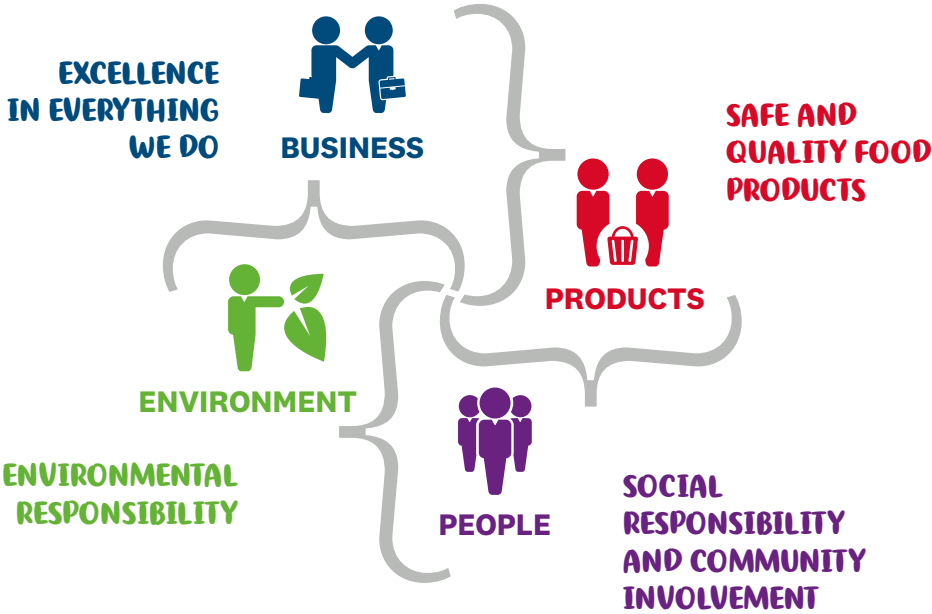 EXCELLENCE
IN EVERYTHING
WE DO
BUSINESS
SAFE AND
QUALITY FOOD
PRODUCTS
PRODUCTS
ENVIRONMENT
ENVIRONMENTAL
RESPONSIBILITY
PEOPLE
SOCIAL
RESPONSIBILITY
AND COMMUNITY
INVOLVEMENT